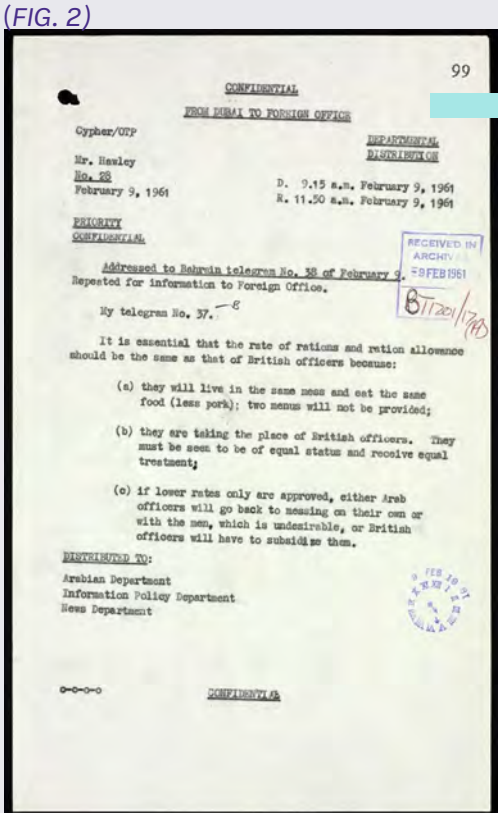 (FIG. 2)
99
CONFIDENTIAL
FROM DUBAI TO FOREIGN OFFICE
Cypher/OTP
DEPARTMENTAL
DISTRIBUTION
Mr. Hawley
No. 28
February 9, 1961
D. 9.15 a.m. February 9, 1961
R. 11.50 a.m. February 9, 1961
PRIORITY
CONFIDENTIAL
RECEIVED IN
ARCHIV
9 FEB 1961
BT1201/17
Addressed to Bahrain telegram No. 38 of February 9.
Repeated for information to Foreign Office.
My telegram No. 37.
It is essential that the rate of rations and ration allowance
should be the same as that of British officers because:
(a) they will live in the same mess and eat the same
food (less pork); two menus will not be provided;
(b) they are taking the place of British officers. They
must be seen to be of equal status and receive equal
treatment;
(c) if lower rates only are approved, either Arab
officers will go back to messing on their own or
with the men, which is undesirable, or British
officers will have to subsidise them.
DISTRIBUTED TO:
Arabian Department
Information Policy Department
News Department
FEB 10
o-o-o-o
CONFIDENTIAL